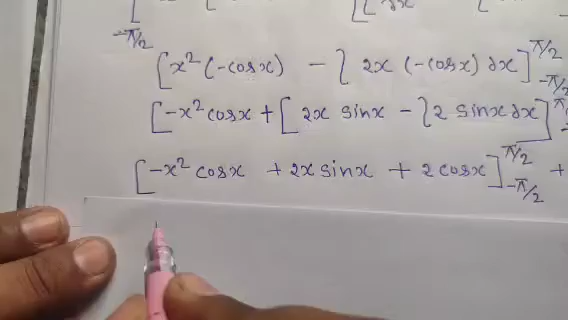 -π/2
[x² (-cosx) - ∫ 2x (-cosx) dx]^π/2 _-π/2
[-x² cosx + [2x sinx - ∫ 2 sinx dx]^π
[-x² cosx + 2x sinx + 2 cosx]^π/2 _-π/2 +